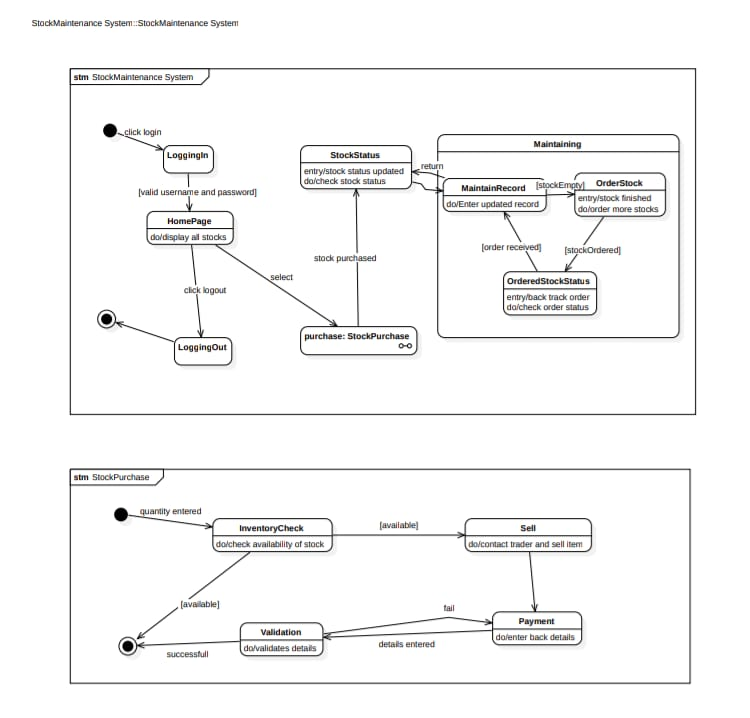 StockMaintenance System::StockMaintenance System
stm StockMaintenance System
click login
LoggingIn
[valid username and password]
HomePage
do/display all stocks
click logout
select
LoggingOut
StockStatus
entry/stock status updated
do/check stock status
stock purchased
purchase: StockPurchase
return
Maintaining
MaintainRecord
do/Enter updated record
[stockEmpty]
OrderStock
entry/stock finished
do/order more stocks
[order received]
[stockOrdered]
OrderedStockStatus
entry/back track order
do/check order status
stm StockPurchase
quantity entered
InventoryCheck
do/check availability of stock
[available]
Sell
do/contact trader and sell item
[available]
fail
Payment
do/enter back details
Validation
do/validates details
details entered
successfull